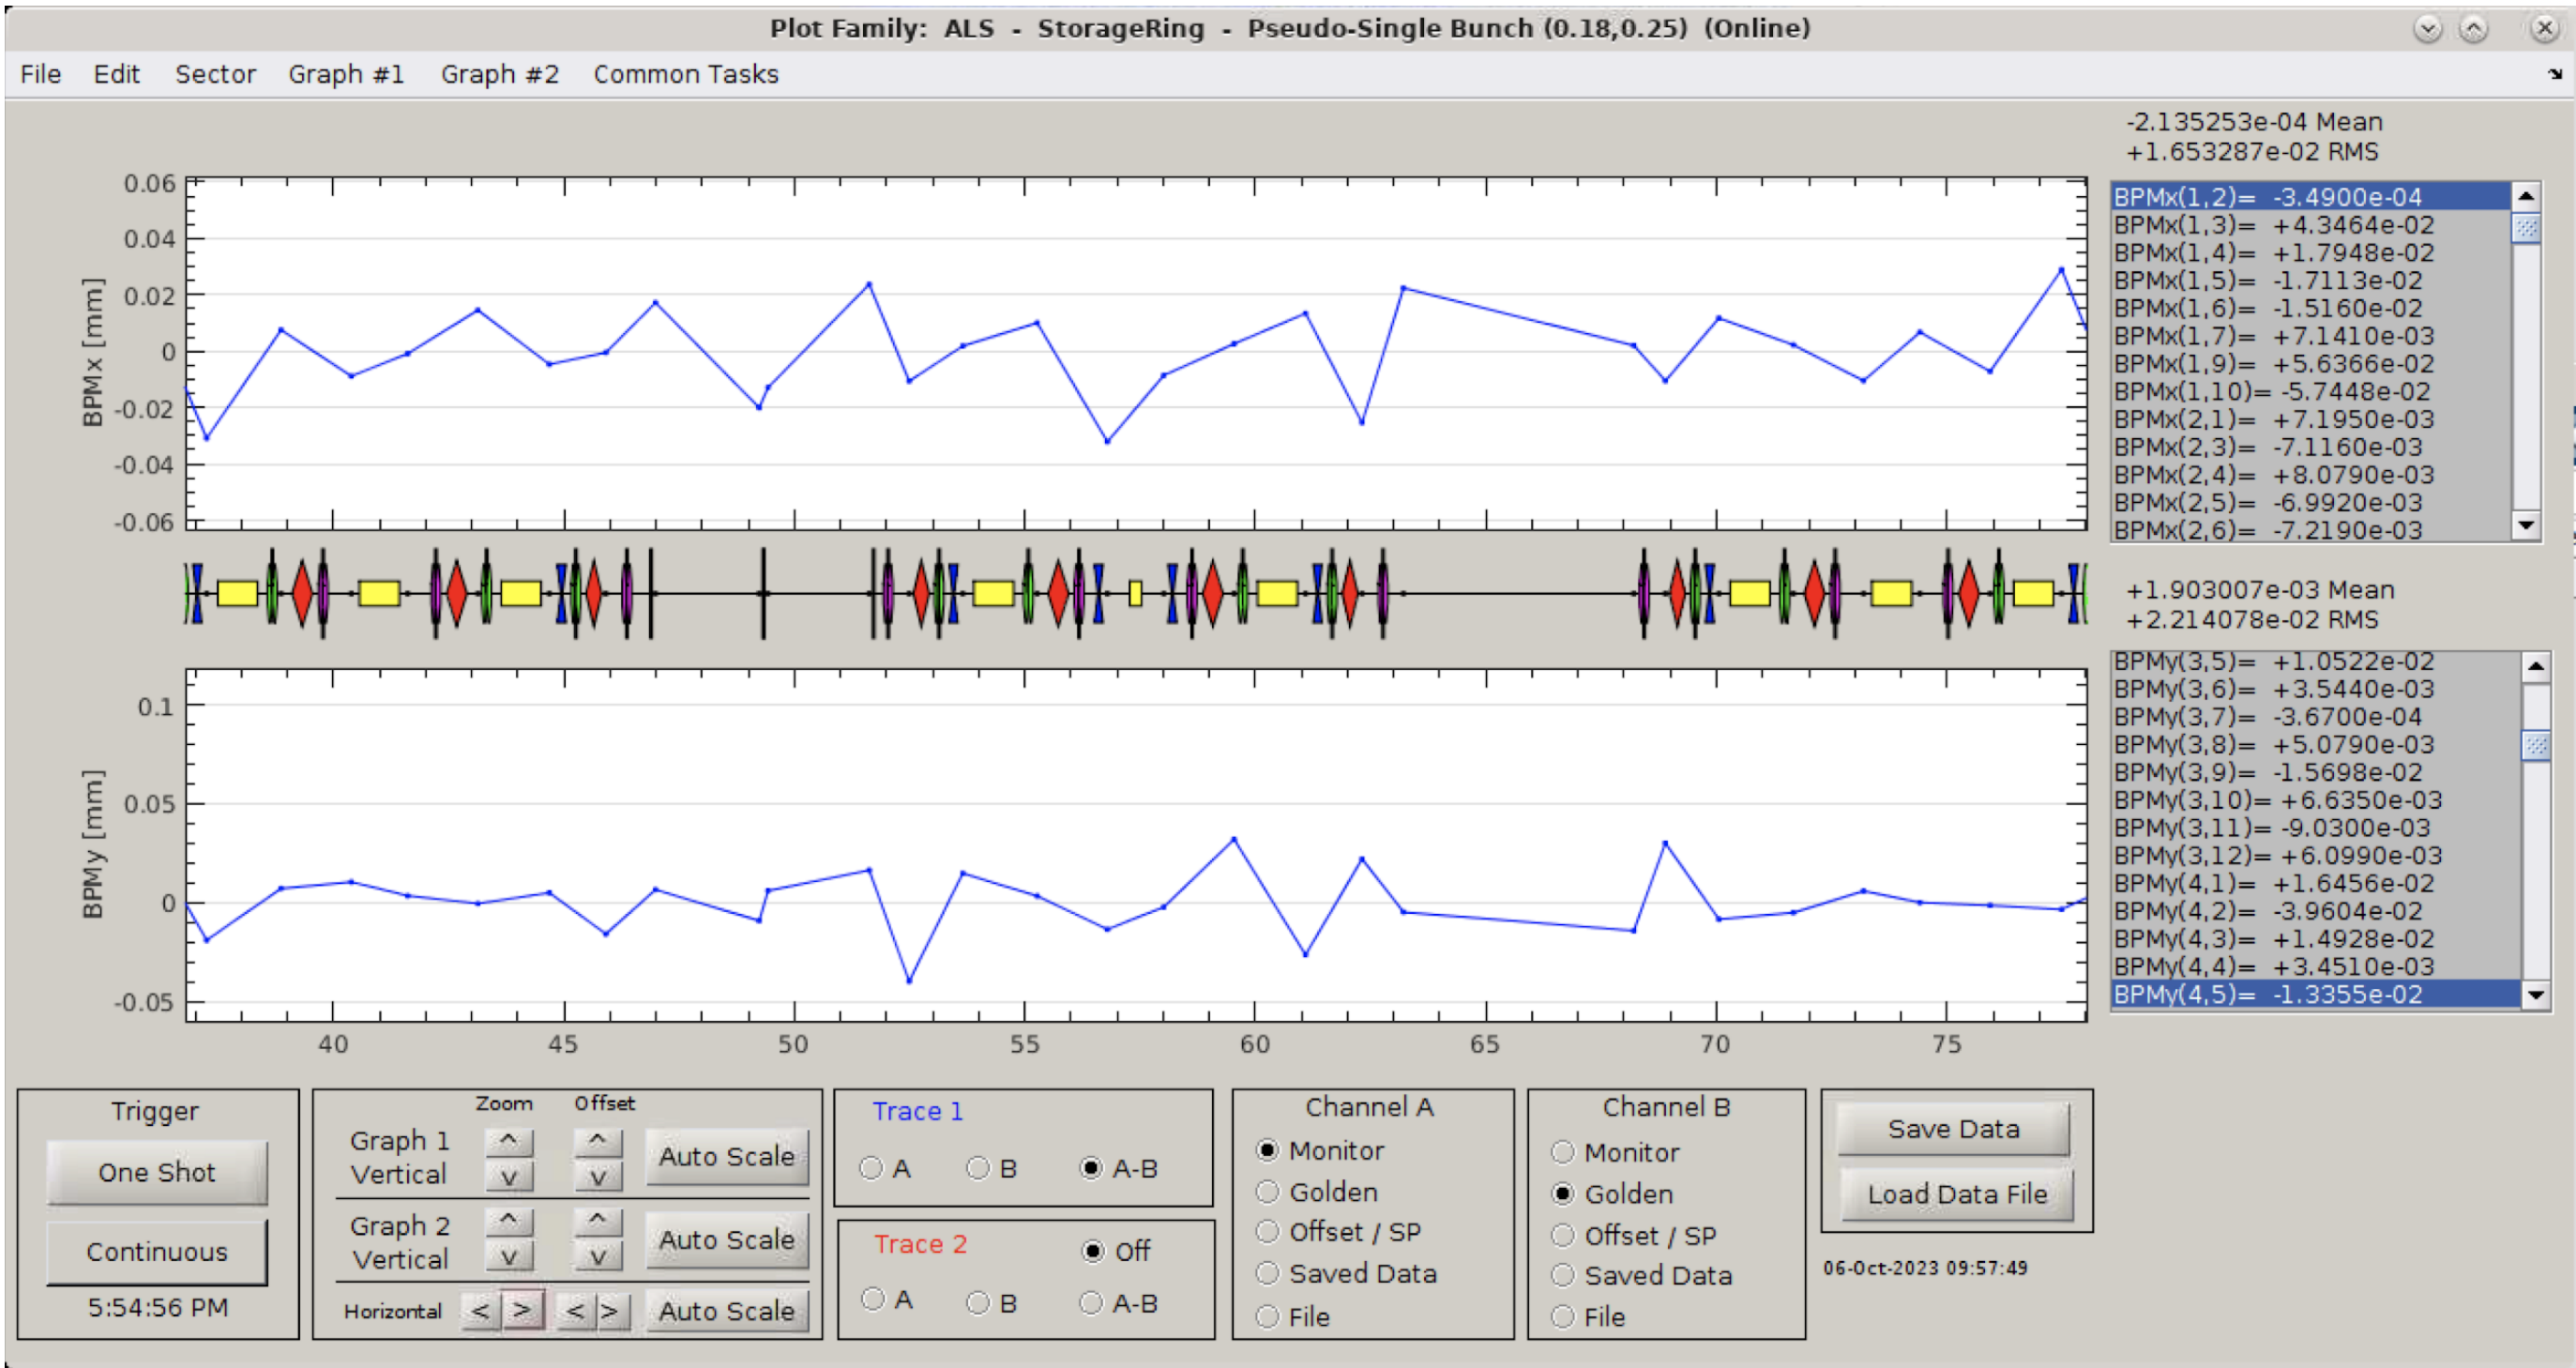 Plot Family: ALS - StorageRing - Pseudo-Single Bunch (0.18,0.25) (Online)
File Edit Sector Graph #1 Graph #2 Common Tasks
-2.135253e-04 Mean
+1.653287e-02 RMS
0.06
0.04
0.02
0
-0.02
-0.04
-0.06
BPMx [mm]
BPMx(1,2)= -3.4900e-04
BPMx(1,3)= +4.3464e-02
BPMx(1,4)= +1.7948e-02
BPMx(1,5)= -1.7113e-02
BPMx(1,6)= -1.5160e-02
BPMx(1,7)= +7.1410e-03
BPMx(1,9)= +5.6366e-02
BPMx(1,10)= -5.7448e-02
BPMx(2,1)= +7.1950e-03
BPMx(2,3)= -7.1160e-03
BPMx(2,4)= +8.0790e-03
BPMx(2,5)= -6.9920e-03
BPMx(2,6)= -7.2190e-03
+1.903007e-03 Mean
+2.214078e-02 RMS
0.1
0.05
0
-0.05
BPMy [mm]
40 45 50 55 60 65 70 75
BPMy(3,5)= +1.0522e-02
BPMy(3,6)= +3.5440e-03
BPMy(3,7)= -3.6700e-04
BPMy(3,8)= +5.0790e-03
BPMy(3,9)= -1.5698e-02
BPMy(3,10)= +6.6350e-03
BPMy(3,11)= -9.0300e-03
BPMy(3,12)= +6.0990e-03
BPMy(4,1)= +1.6456e-02
BPMy(4,2)= -3.9604e-02
BPMy(4,3)= +1.4928e-02
BPMy(4,4)= +3.4510e-03
BPMy(4,5)= -1.3355e-02
Trigger
One Shot
Continuous
5:54:56 PM
Zoom Offset
Graph 1
Vertical
^ ^
v v
Auto Scale
Graph 2
Vertical
^ ^
v v
Auto Scale
Horizontal < > < > Auto Scale
Trace 1
A B A-B
Trace 2
Off
A B A-B
Channel A
Monitor
Golden
Offset / SP
Saved Data
File
Channel B
Monitor
Golden
Offset / SP
Saved Data
File
Save Data
Load Data File
06-Oct-2023 09:57:49